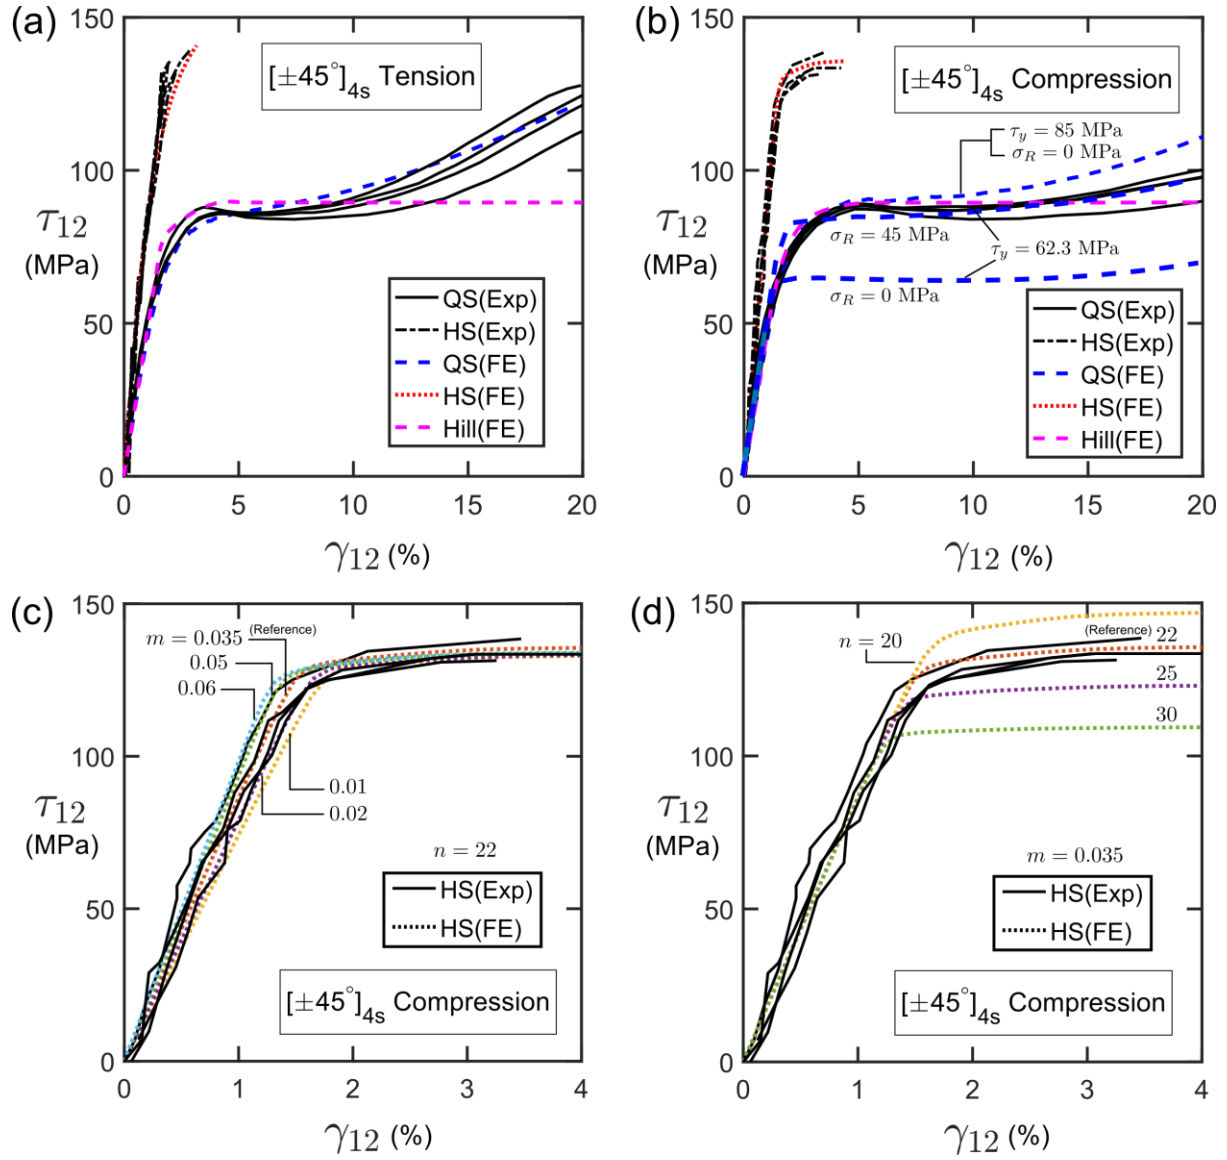 (a)
150
100
50
0
τ12
(MPa)
[±45°]4s Tension
QS(Exp)
HS(Exp)
QS(FE)
HS(FE)
Hill(FE)
0 5 10 15 20
γ12 (%)
(b)
150
100
50
0
τ12
(MPa)
[±45°]4s Compression
τy = 85 MPa
σR = 0 MPa
σR = 45 MPa
τy = 62.3 MPa
σR = 0 MPa
QS(Exp)
HS(Exp)
QS(FE)
HS(FE)
Hill(FE)
0 5 10 15 20
γ12 (%)
(c)
150
100
50
0
τ12
(MPa)
m = 0.035 (Reference)
0.05
0.06
0.01
0.02
n = 22
HS(Exp)
HS(FE)
[±45°]4s Compression
0 1 2 3 4
γ12 (%)
(d)
150
100
50
0
τ12
(MPa)
n = 20
(Reference) 22
25
30
m = 0.035
HS(Exp)
HS(FE)
[±45°]4s Compression
0 1 2 3 4
γ12 (%)